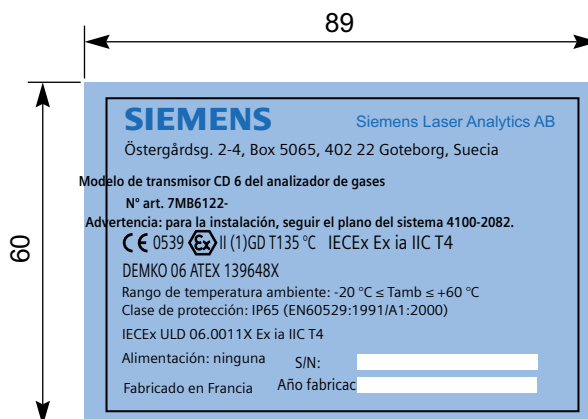 89
60
SIEMENS Siemens Laser Analytics AB
Östergårdsg. 2-4, Box 5065, 402 22 Goteborg, Suecia
Modelo de transmisor CD 6 del analizador de gases
N° art. 7MB6122-
Advertencia: para la instalación, seguir el plano del sistema 4100-2082.
CE 0539 Ex II (1)GD T135 °C IECEx Ex ia IIC T4
DEMKO 06 ATEX 139648X
Rango de temperatura ambiente: -20 °C ≤ Tamb ≤ +60 °C
Clase de protección: IP65 (EN60529:1991/A1:2000)
IECEx ULD 06.0011X Ex ia IIC T4
Alimentación: ninguna S/N:
Fabricado en Francia Año fabricac